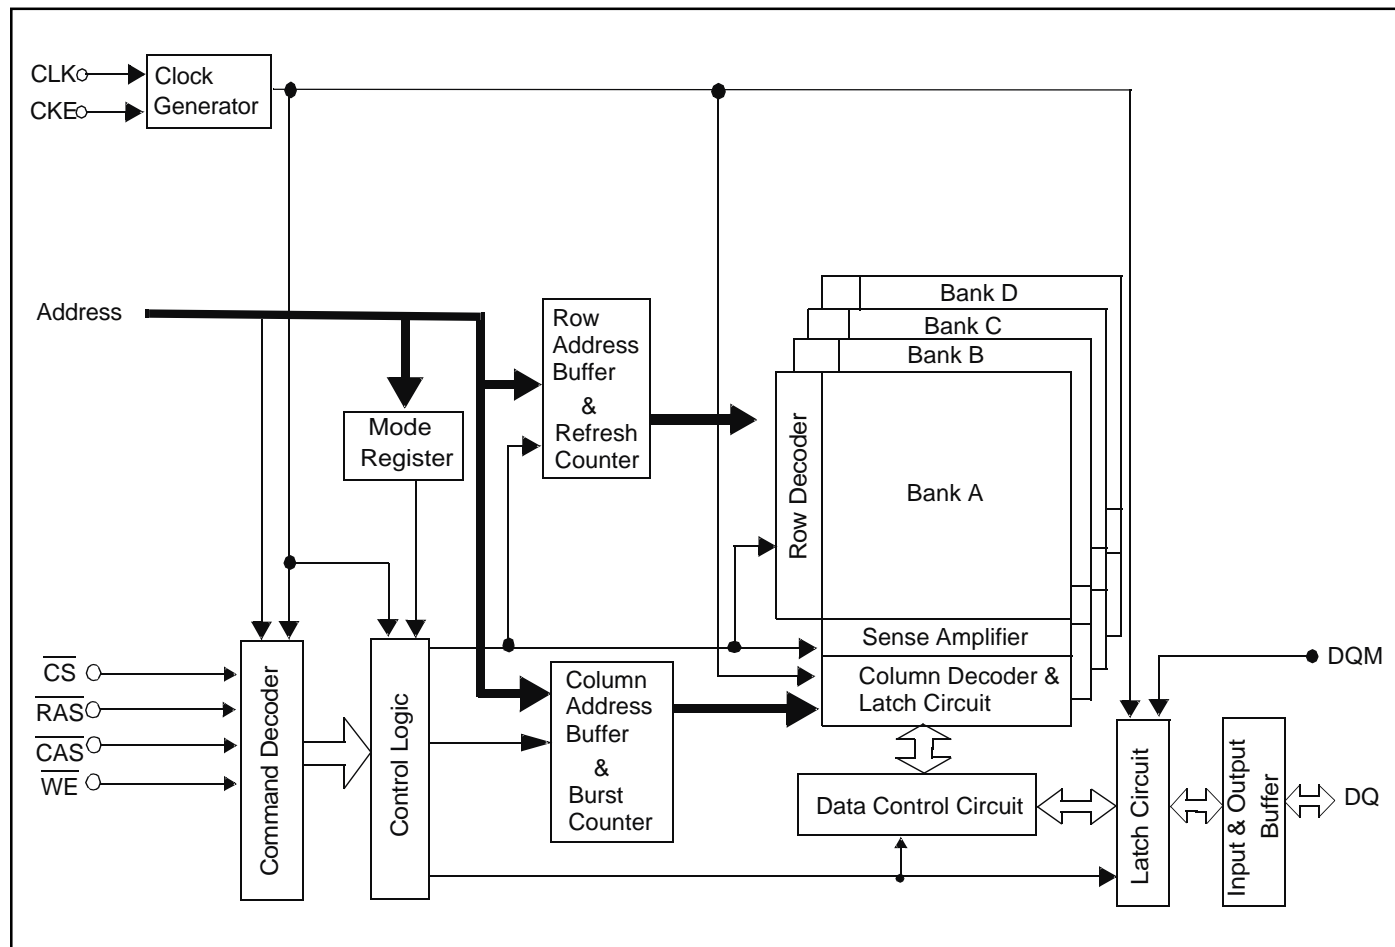 CLK
CKE
Clock
Generator
Address
Row
Address
Buffer
&
Refresh
Counter
Mode
Register
Bank D
Bank C
Bank B
Bank A
Row Decoder
Sense Amplifier
Column Decoder &
Latch Circuit
CS
RAS
CAS
WE
Command Decoder
Control Logic
Column
Address
Buffer
&
Burst
Counter
Data Control Circuit
Latch Circuit
Input & Output
Buffer
DQM
DQ